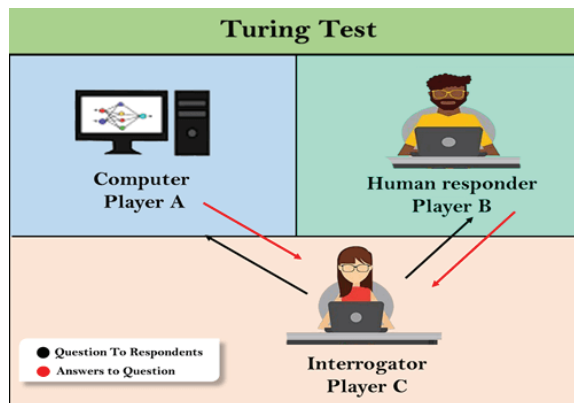 Turing Test
Computer
Player A
Human responder
Player B
Question To Respondents
Answers to Question
Interrogator
Player C